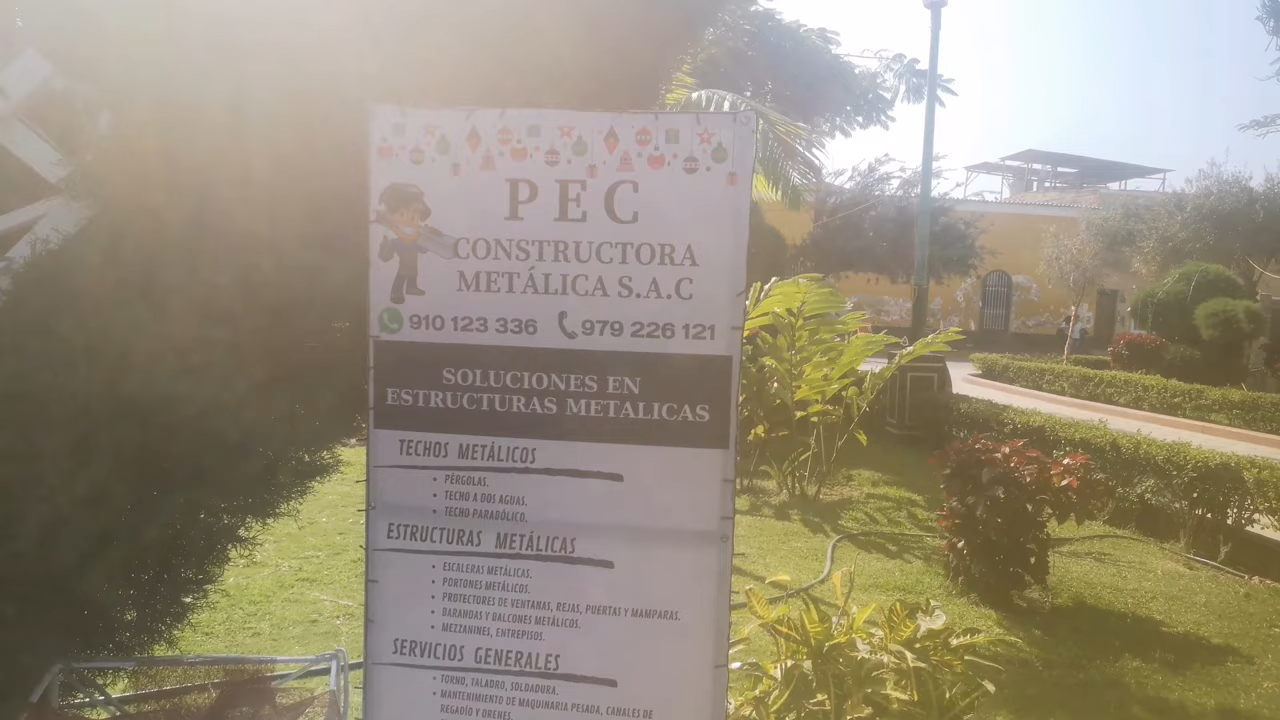 PEC
CONSTRUCTORA
METÁLICA S.A.C
910 123 336 979 226 121
SOLUCIONES EN
ESTRUCTURAS METALICAS
TECHOS METÁLICOS
• PÉRGOLAS.
• TECHO A DOS AGUAS.
• TECHO PARABÓLICO.
ESTRUCTURAS METÁLICAS
• ESCALERAS METÁLICAS.
• PORTONES METÁLICOS.
• PROTECTORES DE VENTANAS, REJAS, PUERTAS Y MAMPARAS.
• BARANDAS Y BALCONES METÁLICOS.
• MEZZANINES, ENTREPISOS.
SERVICIOS GENERALES
• TORNO, TALADRO, SOLDADURA.
• MANTENIMIENTO DE MAQUINARIA PESADA, CANALES DE
REGADÍO Y DRENES.